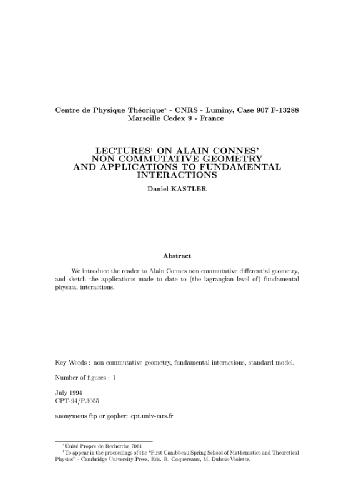 Centre de Physique Théorique* - CNRS - Luminy, Case 907 F-13288
Marseille Cedex 9 - France
LECTURES¹ ON ALAIN CONNES'
NON COMMUTATIVE GEOMETRY
AND APPLICATIONS TO FUNDAMENTAL
INTERACTIONS
Daniel KASTLER
Abstract
We introduce the reader to Alain Connes non commutative differential geometry,
and sketch the applications made to date to (the lagrangian level of) fundamental
physical interactions.
Key Words : non commutative geometry, fundamental interactions, standard model.
Number of figures : 1
July 1994
CPT-94/P.3055
anonymous ftp or gopher: cpt.univ-mrs.fr
* Unité Propre de Recherche 7061
¹ To appear in the proceedings of the "First Caribbean Spring School of Mathematics and Theoretical
Physics" - Cambridge University Press, Eds. R. Coquereaux, M. Dubois-Violette.